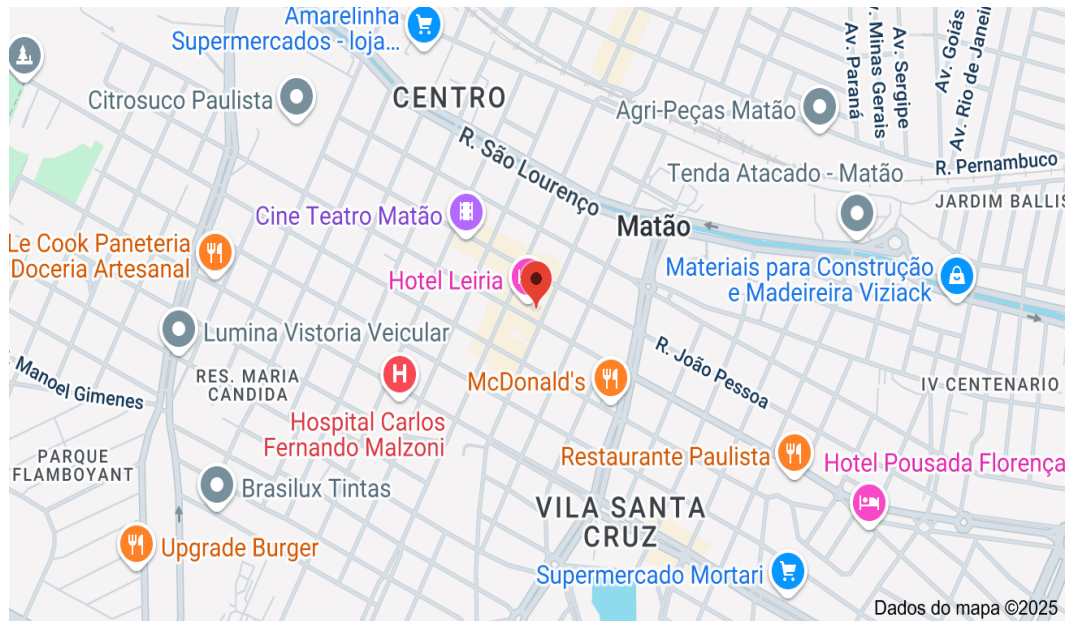 Amarelinha
Supermercados - loja...
Av. Goiás
Av. Rio de Janeir
Av. Sergipe
. Minas Gerais
Av. Paraná
Citrosuco Paulista
CENTRO
Agri-Peças Matão
R. São Lourenço
R. Pernambuco
Tenda Atacado - Matão
JARDIM BALLIS
Cine Teatro Matão
Matão
Le Cook Paneteria
Doceria Artesanal
Hotel Leiria
Materiais para Construção
e Madeireira Viziack
Lumina Vistoria Veicular
R. João Pessoa
. Manoel Gimenes
RES. MARIA
CANDIDA
H
McDonald's
IV CENTENARIO
Hospital Carlos
Fernando Malzoni
PARQUE
FLAMBOYANT
Restaurante Paulista
Hotel Pousada Florença
Brasilux Tintas
VILA SANTA
CRUZ
Upgrade Burger
Supermercado Mortari
Dados do mapa ©2025